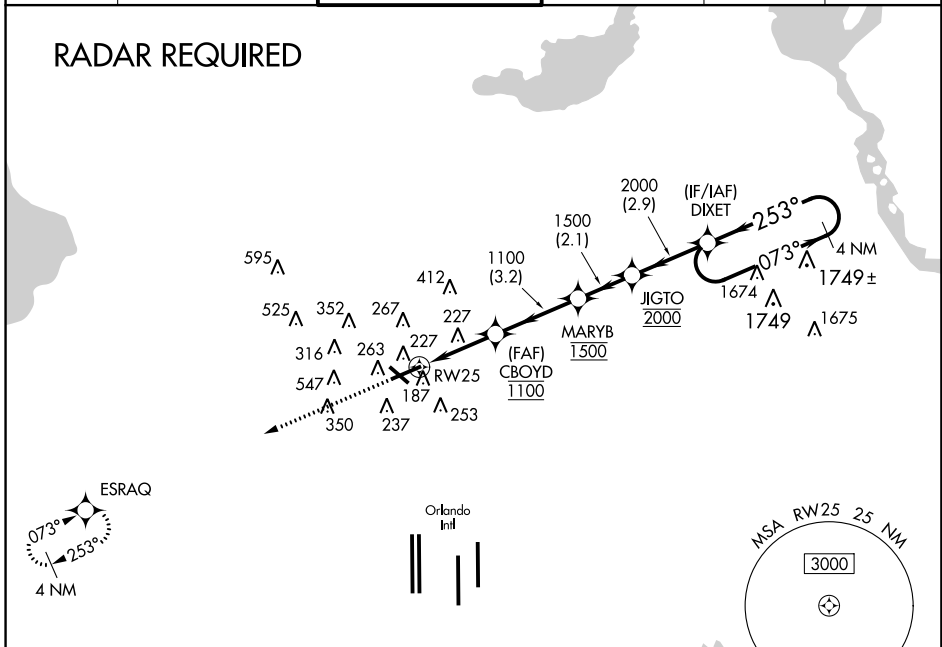 RADAR REQUIRED
2000
(2.9)
(IF/IAF)
DIXET
253°
073°
4 NM
1500
(2.1)
1100
(3.2)
595
412
1674
1749±
1749
1675
JIGTO
2000
525
352
267
227
MARYB
1500
316
263
227
(FAF)
CBOYD
1100
RW25
547
187
350
237
253
ESRAQ
073°
253°
4 NM
Orlando
Intl
MSA RW25 25 NM
3000